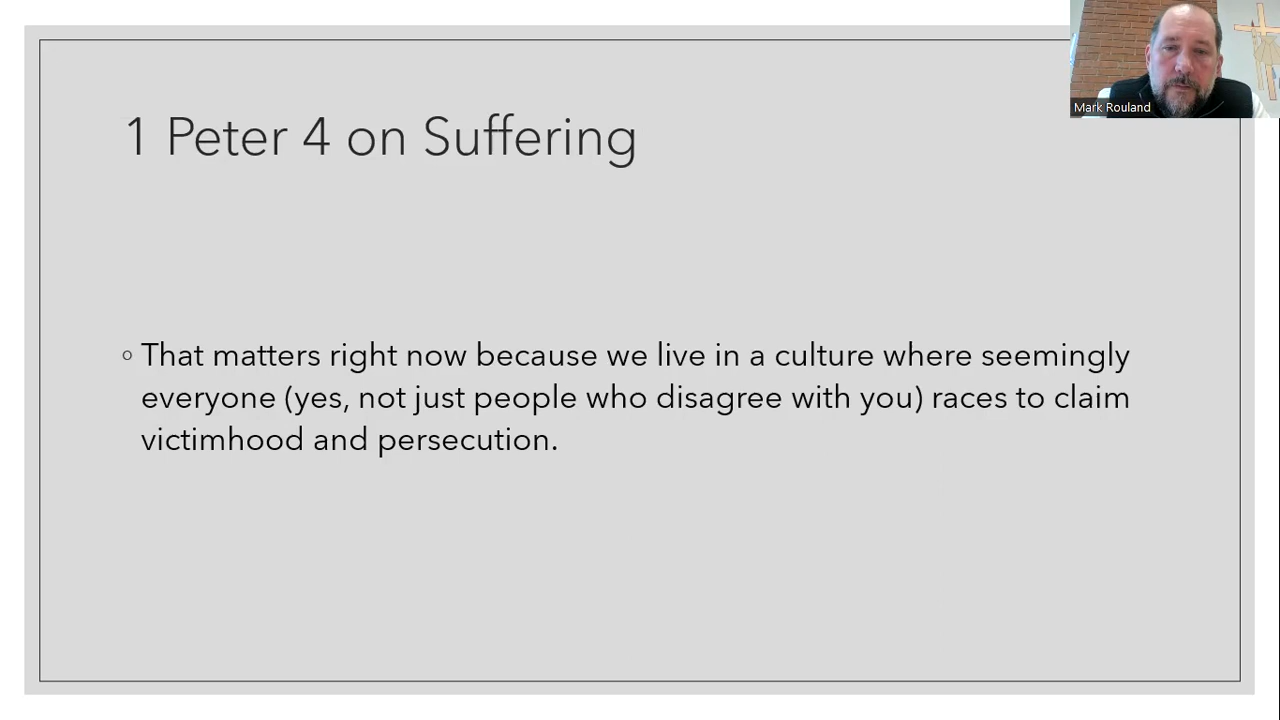 Mark Rouland
1 Peter 4 on Suffering
◦ That matters right now because we live in a culture where seemingly
everyone (yes, not just people who disagree with you) races to claim
victimhood and persecution.